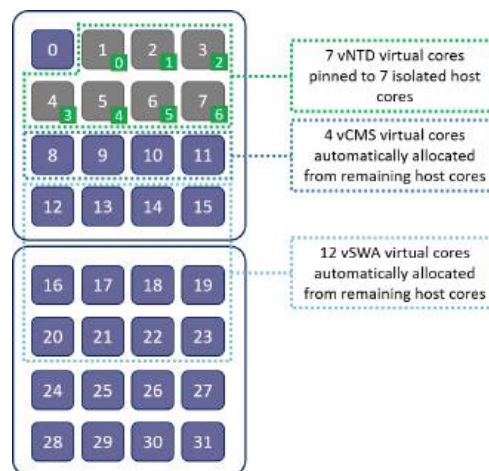 0 1 0 2 1 3 2
4 3 5 4 6 5 7 6
8 9 10 11
12 13 14 15
16 17 18 19
20 21 22 23
24 25 26 27
28 29 30 31
7 vNTD virtual cores
pinned to 7 isolated host
cores
4 vCMS virtual cores
automatically allocated
from remaining host cores
12 vSWA virtual cores
automatically allocated
from remaining host cores